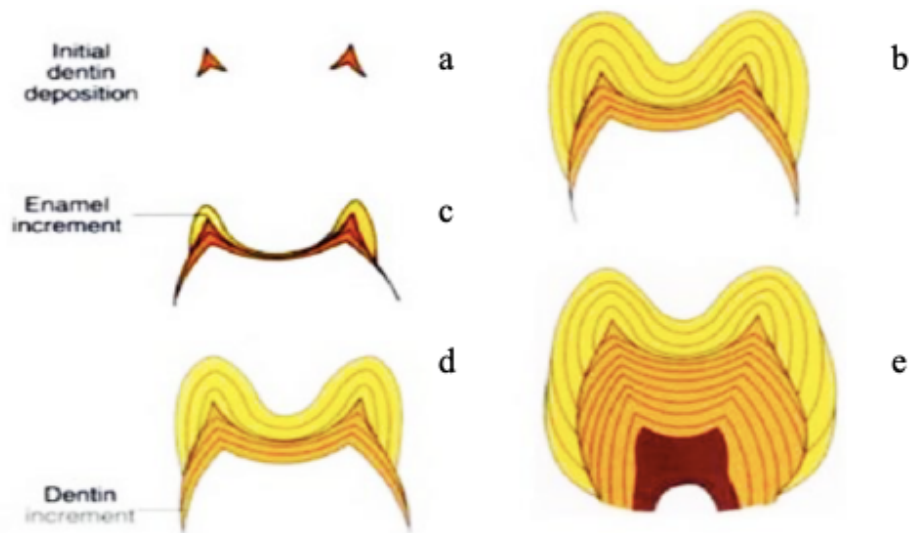 Initial
dentin
deposition
a
b
Enamel
increment
c
d
e
Dentin
increment